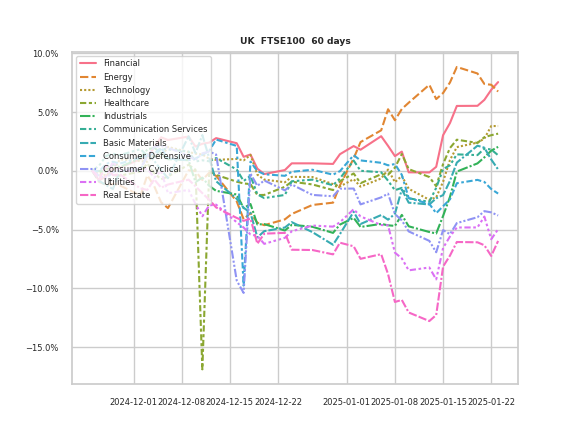 UK  FTSE100  60 days
10.0%
5.0%
0.0%
−5.0%
−10.0%
−15.0%
Financial
Energy
Technology
Healthcare
Industrials
Communication Services
Basic Materials
Consumer Defensive
Consumer Cyclical
Utilities
Real Estate
2024-12-01 2024-12-08 2024-12-15 2024-12-22 2025-01-01 2025-01-08 2025-01-15 2025-01-22